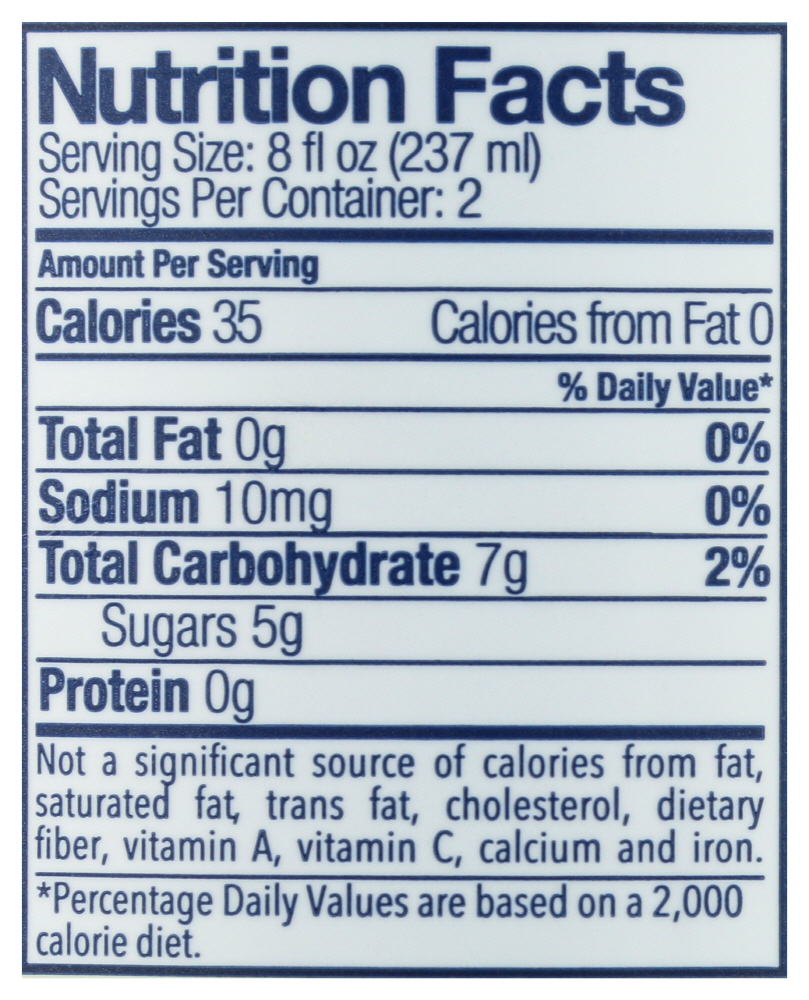 Nutrition Facts
Serving Size: 8 fl oz (237 ml)
Servings Per Container: 2
Amount Per Serving
Calories 35 Calories from Fat 0
% Daily Value*
Total Fat 0g 0%
Sodium 10mg 0%
Total Carbohydrate 7g 2%
Sugars 5g
Protein 0g
Not a significant source of calories from fat,
saturated fat, trans fat, cholesterol, dietary
fiber, vitamin A, vitamin C, calcium and iron.
*Percentage Daily Values are based on a 2,000
calorie diet.